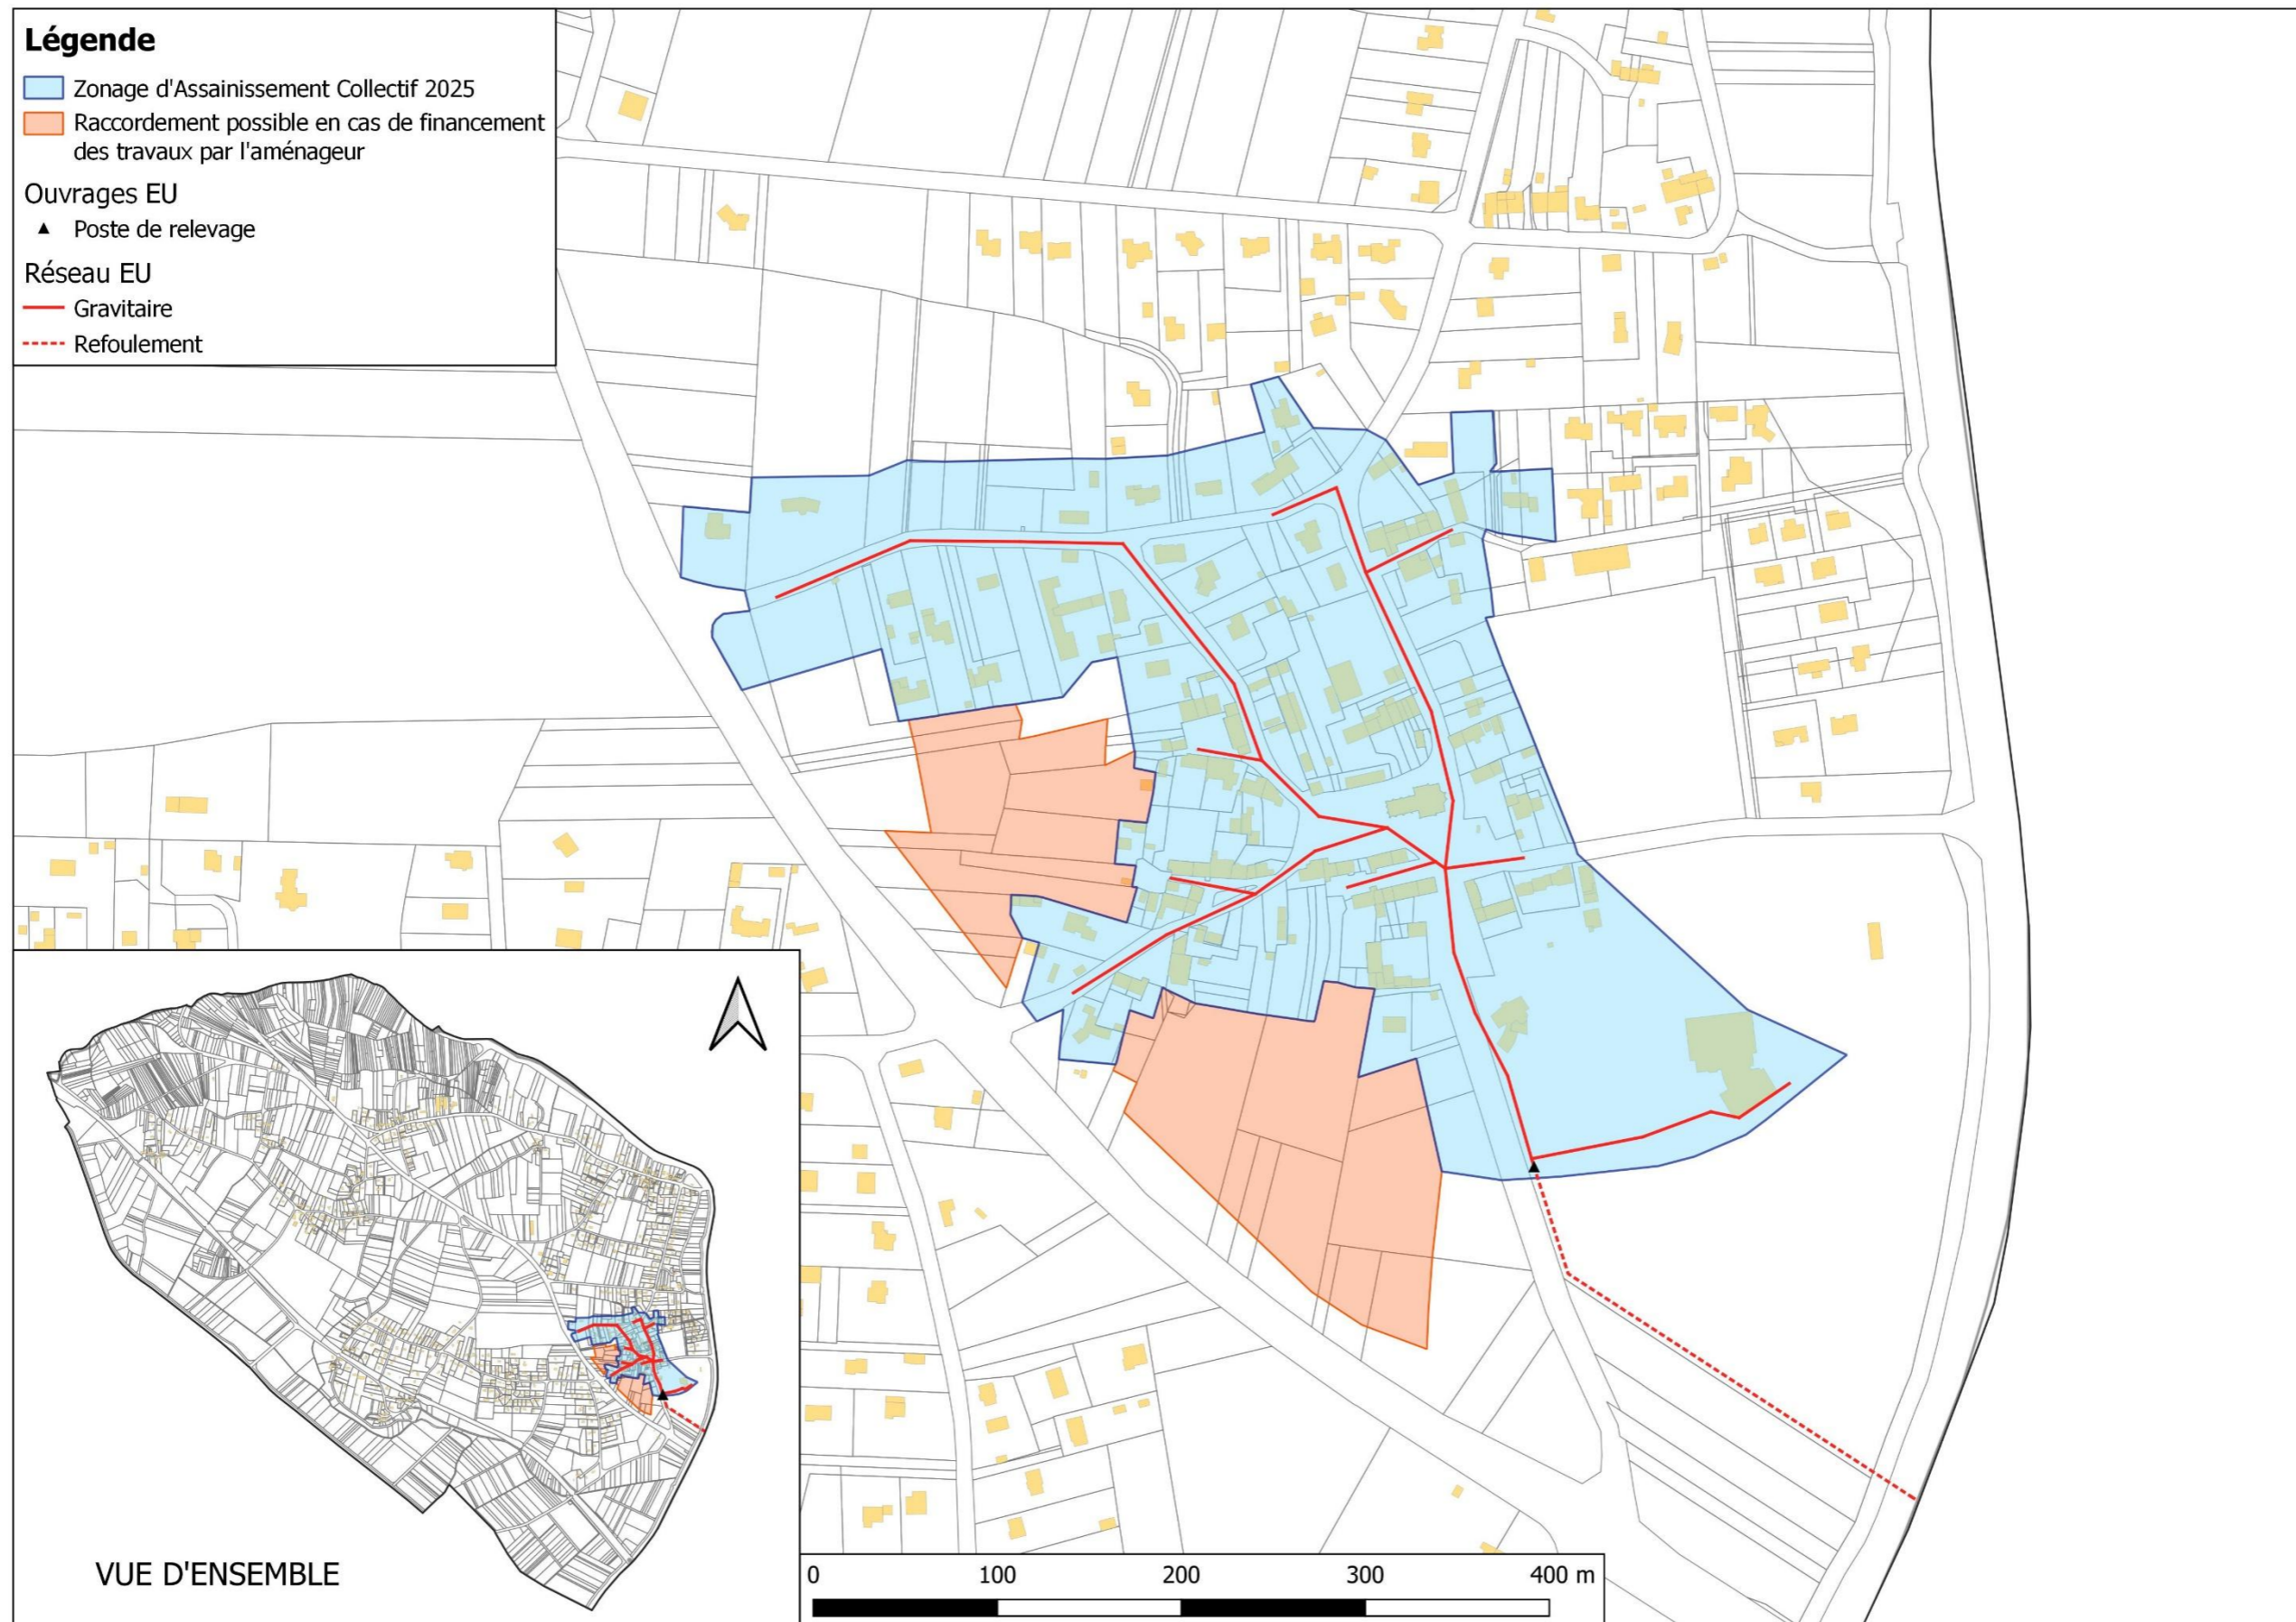 Légende
Zonage d'Assainissement Collectif 2025
Raccordement possible en cas de financement
des travaux par l'aménageur
Ouvrages EU
Poste de relevage
Réseau EU
Gravitaire
Refoulement
VUE D'ENSEMBLE
0 100 200 300 400 m